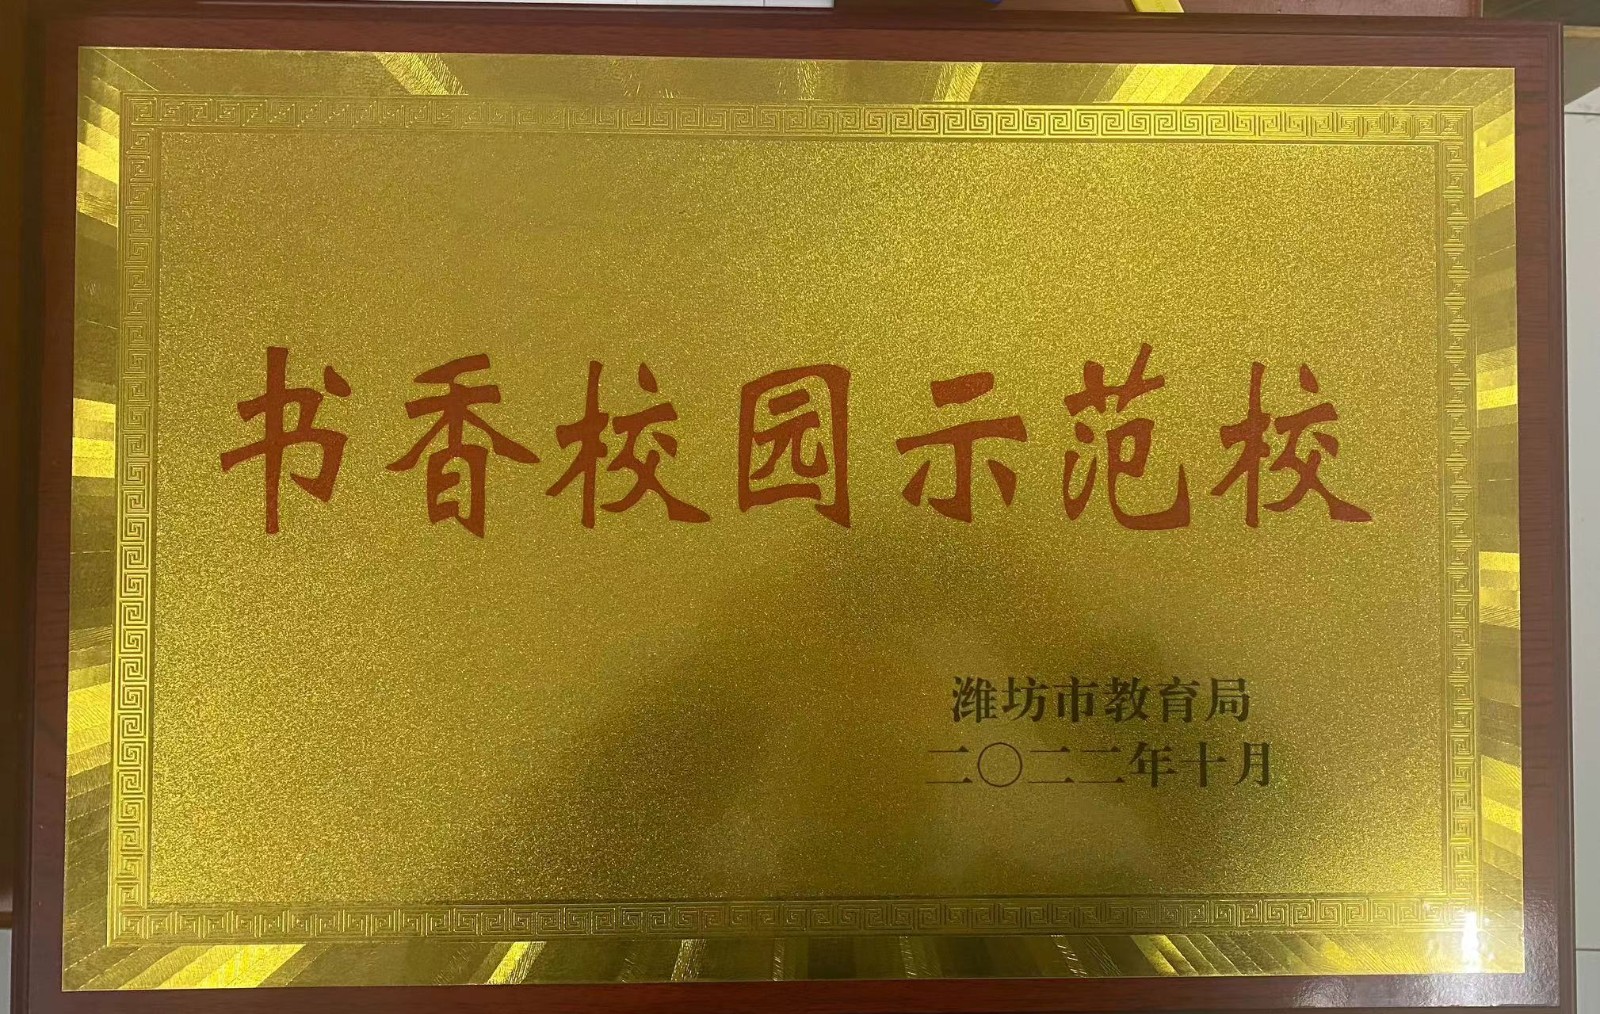 书香校园示范校
潍坊市教育局
二〇二二年十月